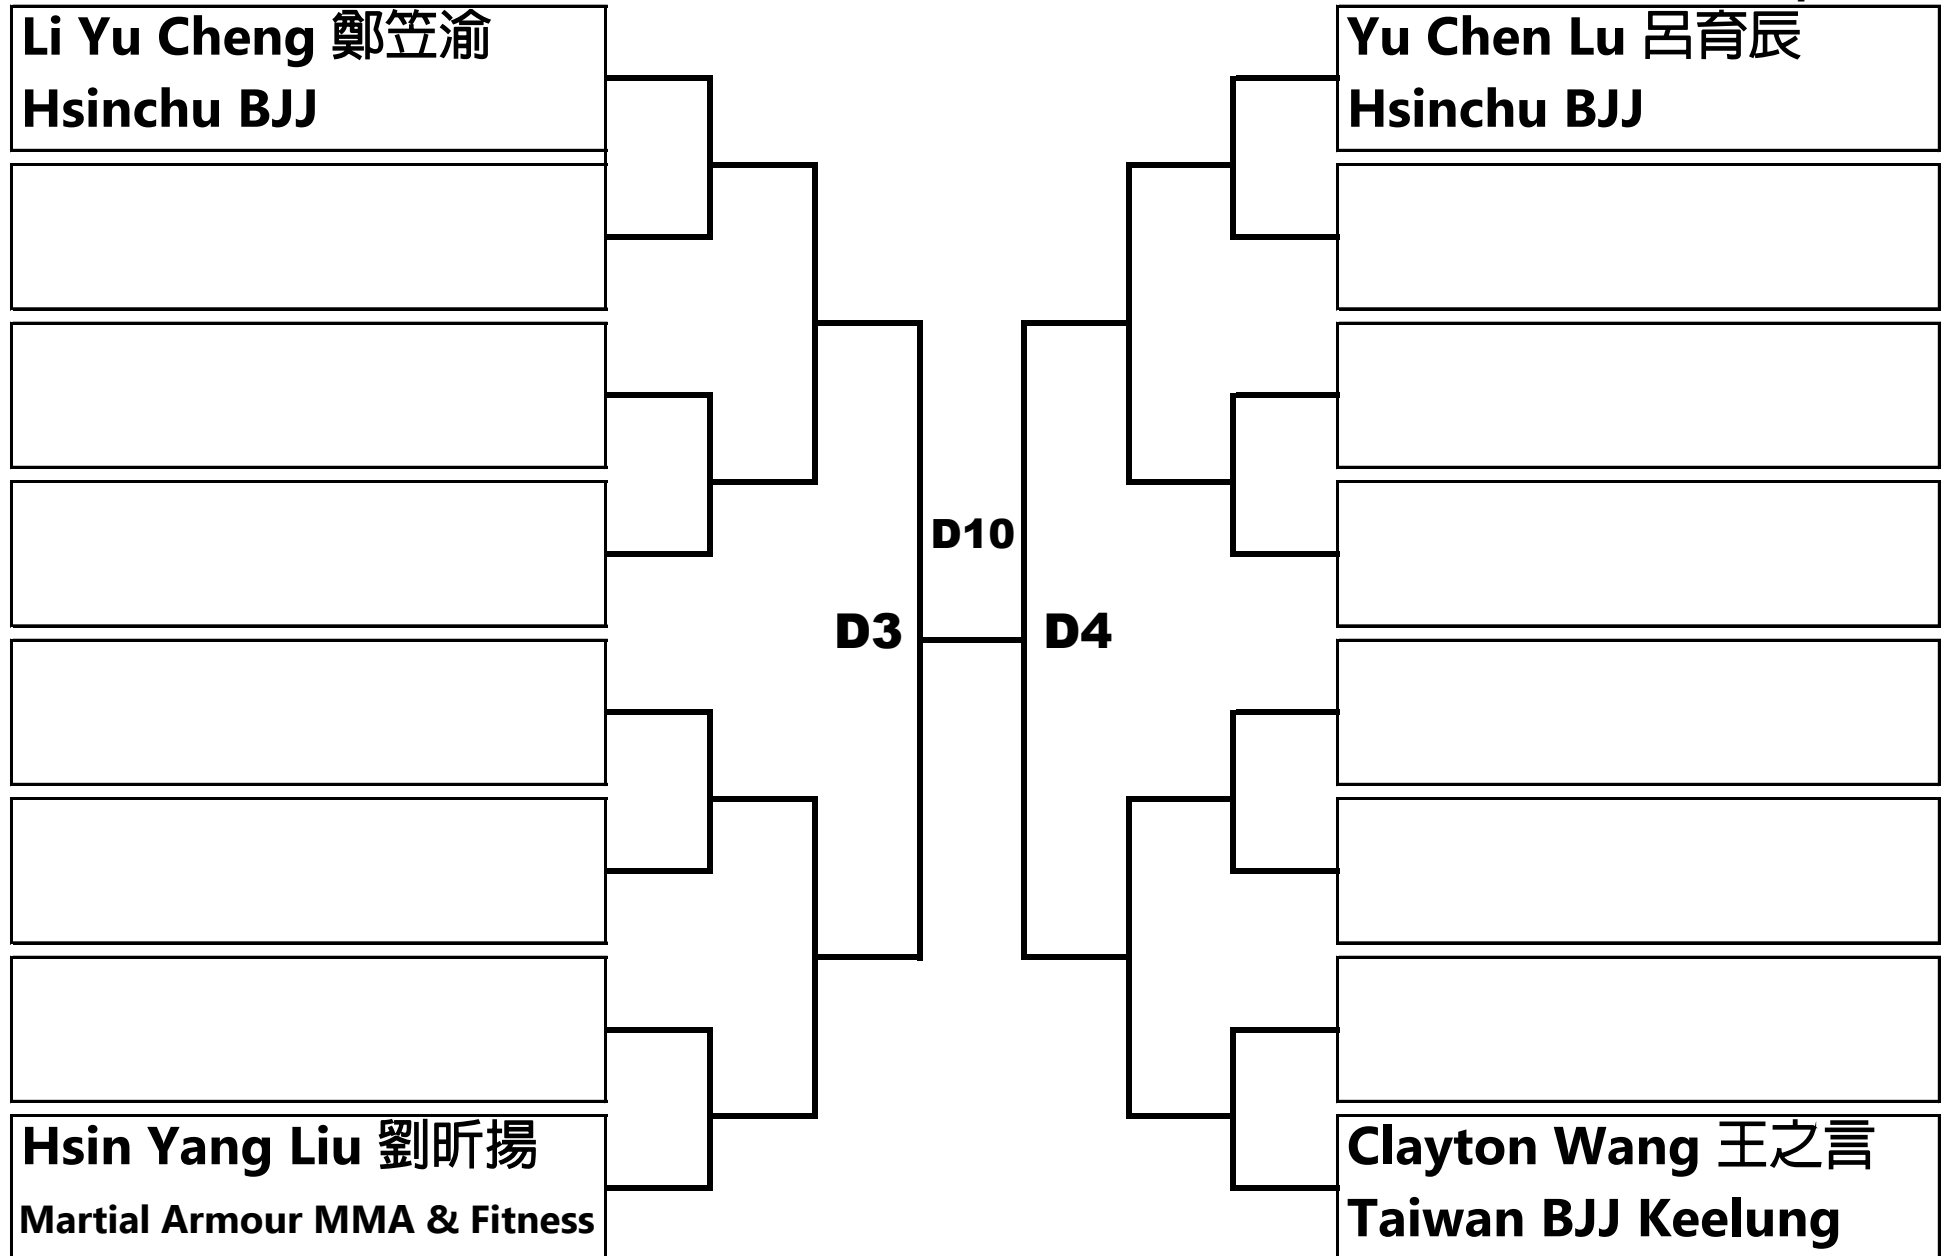 Li Yu Cheng 鄭笠渝
Hsinchu BJJ
Yu Chen Lu 呂育辰
Hsinchu BJJ
D10
D3
D4
Hsin Yang Liu 劉昕揚
Martial Armour MMA & Fitness
Clayton Wang 王之言
Taiwan BJJ Keelung